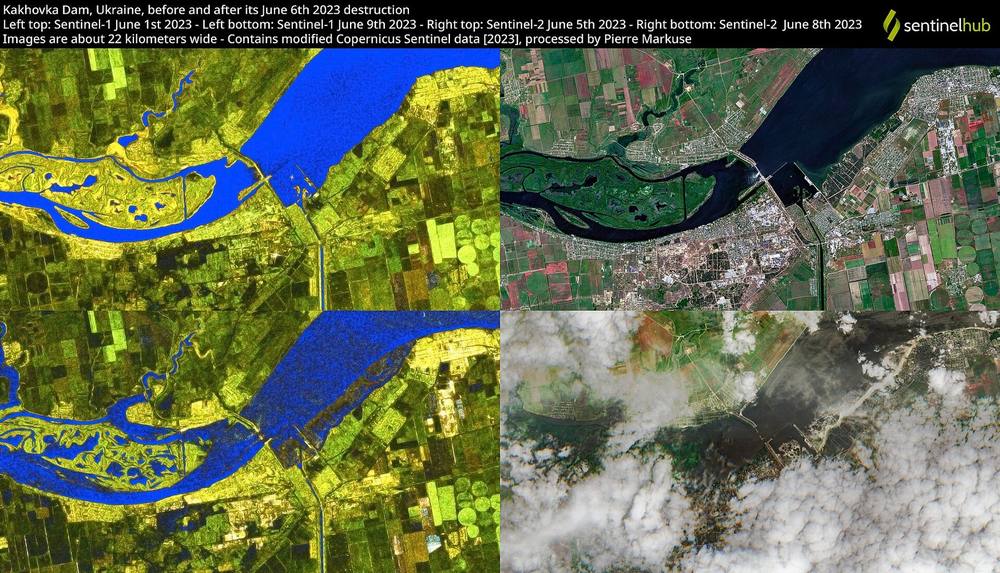 Kakhovka Dam, Ukraine, before and after its June 6th 2023 destruction
Left top: Sentinel-1 June 1st 2023 - Left bottom: Sentinel-1 June 9th 2023 - Right top: Sentinel-2 June 5th 2023 - Right bottom: Sentinel-2 June 8th 2023
Images are about 22 kilometers wide - Contains modified Copernicus Sentinel data [2023], processed by Pierre Markuse
sentinelhub